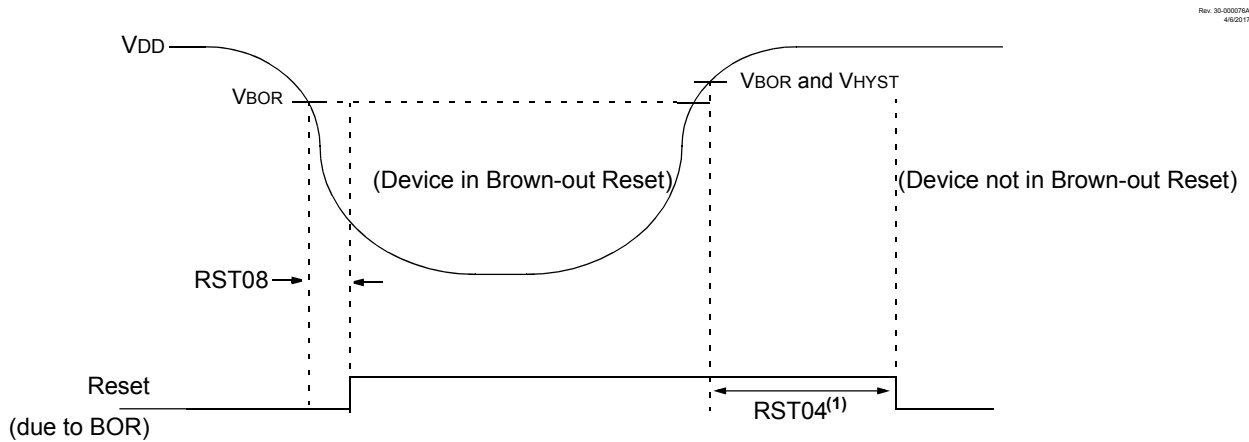 Rev. 30-000076A
4/6/2017
VDD
VBOR
VBOR and VHYST
(Device in Brown-out Reset)
(Device not in Brown-out Reset)
RST08
Reset
(due to BOR)
RST04(1)